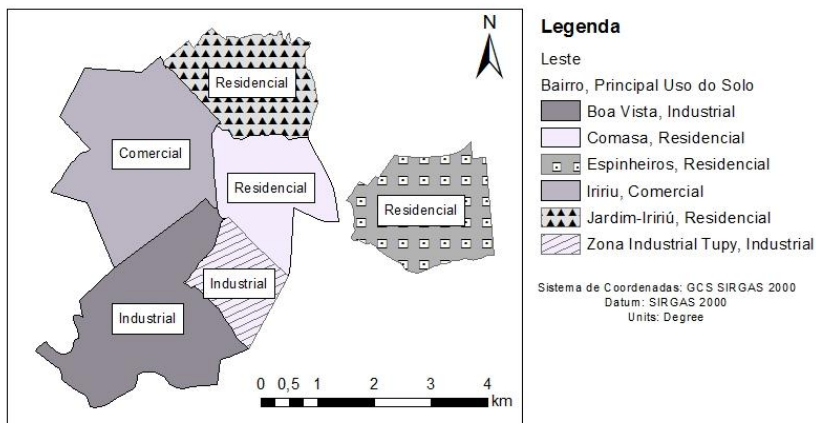 N
Residencial
Comercial
Residencial
Residencial
Industrial
Industrial
0 0,5 1 2 3 4
km
Legenda
Leste
Bairro, Principal Uso do Solo
Boa Vista, Industrial
Comasa, Residencial
Espinheiros, Residencial
Iririu, Comercial
Jardim-Iririú, Residencial
Zona Industrial Tupy, Industrial
Sistema de Coordenadas: GCS SIRGAS 2000
Datum: SIRGAS 2000
Units: Degree